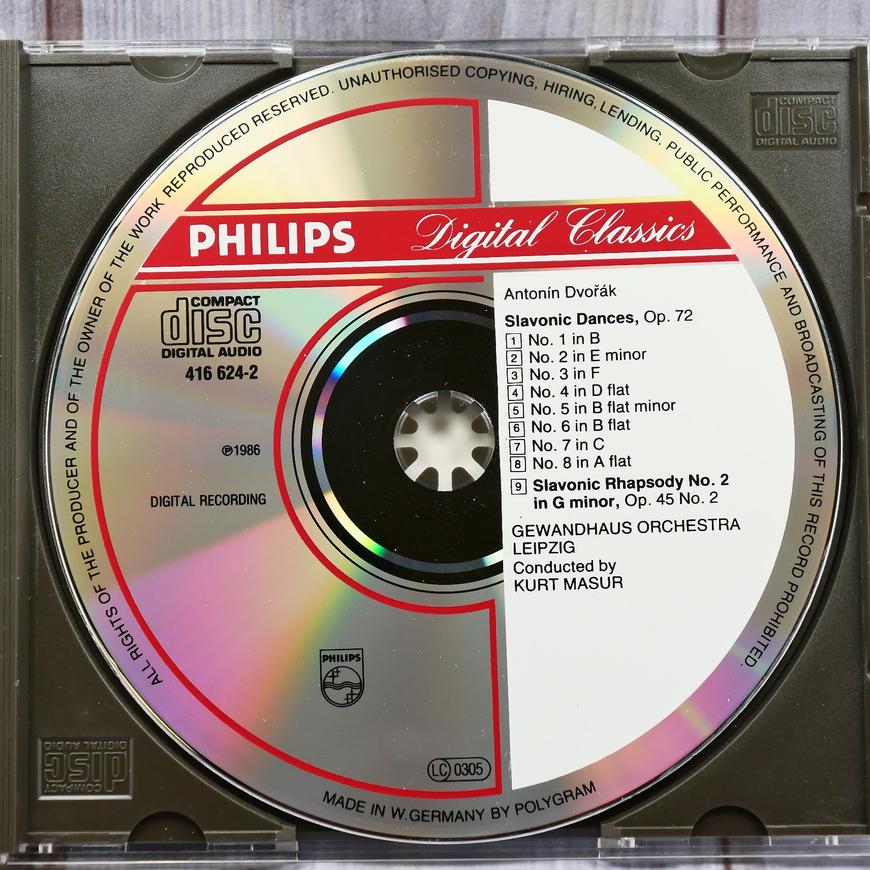 ALL RIGHTS OF THE PRODUCER AND OF THE OWNER OF THE WORK REPRODUCED RESERVED. UNAUTHORISED COPYING, HIRING, LENDING, PUBLIC PERFORMANCE AND BROADCASTING OF THIS RECORD PROHIBITED.
COMPACT
disc
DIGITAL AUDIO
PHILIPS Digital Classics
COMPACT
disc
DIGITAL AUDIO
416 624-2
℗1986
DIGITAL RECORDING
Antonín Dvořák
Slavonic Dances, Op. 72
1 No. 1 in B
2 No. 2 in E minor
3 No. 3 in F
4 No. 4 in D flat
5 No. 5 in B flat minor
6 No. 6 in B flat
7 No. 7 in C
8 No. 8 in A flat
9 Slavonic Rhapsody No. 2
in G minor, Op. 45 No. 2
GEWANDHAUS ORCHESTRA
LEIPZIG
Conducted by
KURT MASUR
PHILIPS
LC 0305
COMPACT
disc
DIGITAL AUDIO
MADE IN W.GERMANY BY POLYGRAM